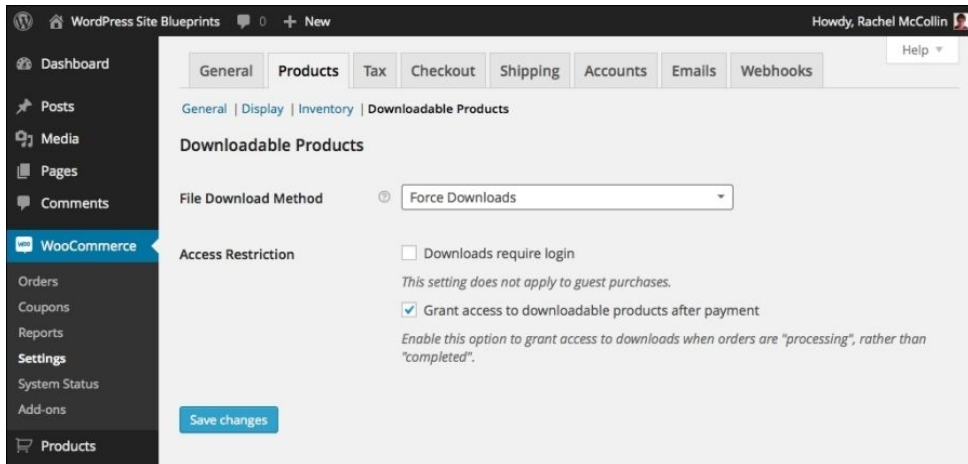 WordPress Site Blueprints 0 + New Howdy, Rachel McCollin
Help
Dashboard
Posts
Media
Pages
Comments
WooCommerce
Orders
Coupons
Reports
Settings
System Status
Add-ons
Products
General Products Tax Checkout Shipping Accounts Emails Webhooks
General | Display | Inventory | Downloadable Products
Downloadable Products
File Download Method ? Force Downloads
Access Restriction Downloads require login
This setting does not apply to guest purchases.
Grant access to downloadable products after payment
Enable this option to grant access to downloads when orders are "processing", rather than
"completed".
Save changes